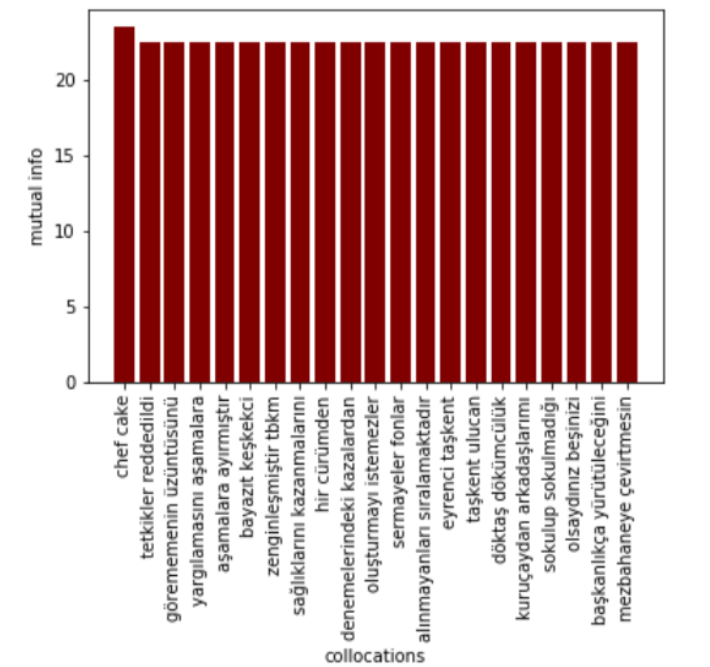 mutual info
20
15
10
5
0
chef cake
tetkikler reddedildi
görememenin üzüntüsünü
yargılamasını aşamalara
aşamalara ayırmıştır
bayazıt keşkekci
zenginleşmiştir tbkm
sağlıklarını kazanmalarını
hır cürümden
denemelerindeki kazalardan
oluşturmayı istemezler
sermayeler fonlar
alınmayanları sıralamaktadır
eyrenci taşkent
taşkent ulucan
döktaş dökümcülük
kuruçaydan arkadaşlarımı
sokulup sokulmadığı
olsaydınız beşinizi
başkanlıkça yürütüleceğini
mezbahaneye çevirtmesin
collocations